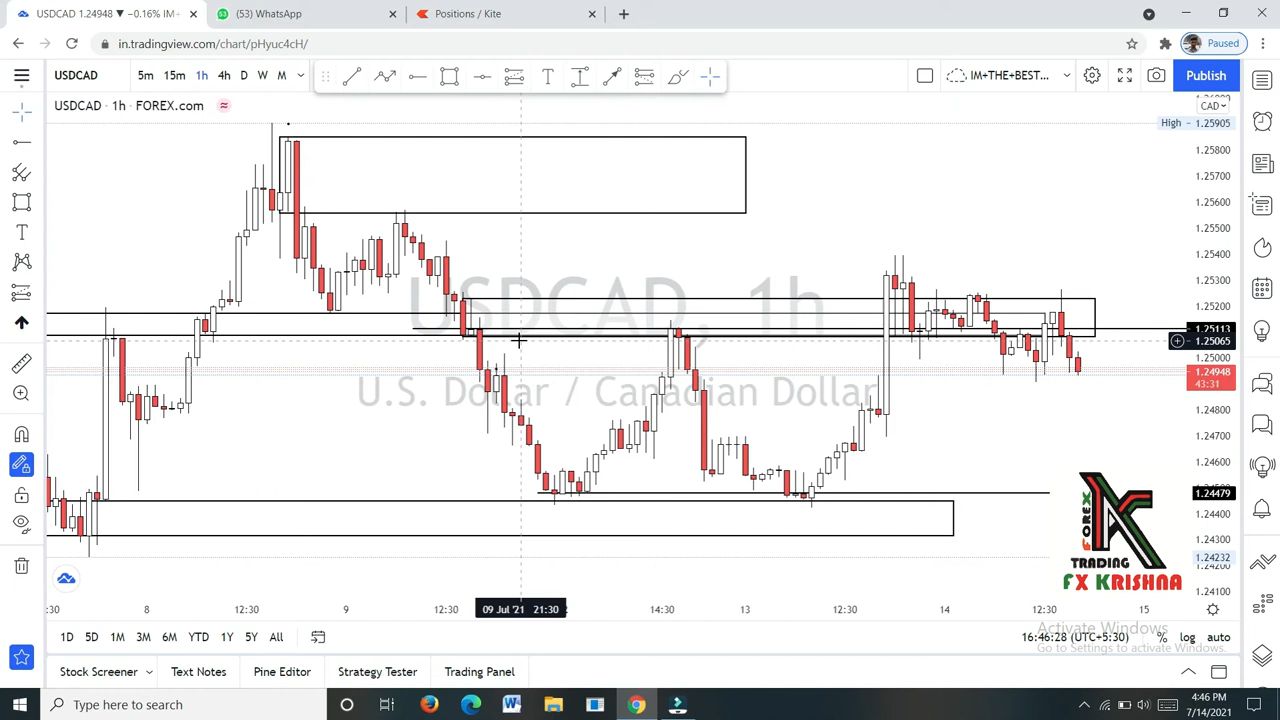 USDCAD 1.24948 ▼ −0.16% IM+
(53) WhatsApp
Positions / Kite
in.tradingview.com/chart/pHyuc4cH/
Paused
USDCAD
5m 15m 1h 4h D W M
IM+THE+BEST...
Publish
USDCAD · 1h · FOREX.com
CAD
High 1.25905
1.25800
1.25700
1.25600
1.25500
1.25400
1.25300
1.25200
1.25113
1.25065
1.25000
1.24948
43:31
1.24800
1.24700
1.24600
1.24479
1.24400
1.24300
1.24232
1.24200
1.24100
USDCAD, 1h
U.S. Dollar / Canadian Dollar
FOREX
TRADING
FX KRISHNA
:30 8 12:30 9 12:30 09 Jul '21 21:30 14:30 13 12:45 14 12:30 15
1D 5D 1M 3M 6M YTD 1Y 5Y All
16:46:28 (UTC+5:30) % log auto
Activate Windows
Go to Settings to activate Windows.
Stock Screener Text Notes Pine Editor Strategy Tester Trading Panel
Type here to search
4:46 PM
7/14/2021